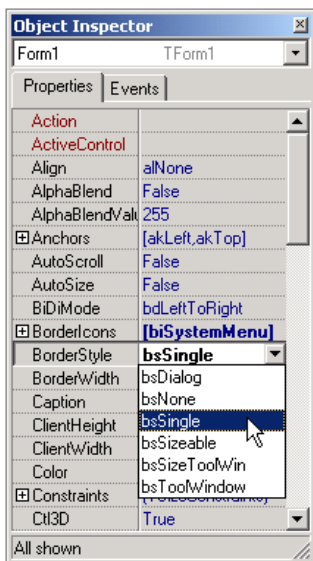 Object Inspector
Form1 TForm1
Properties Events
Action
ActiveControl
Align alNone
AlphaBlend False
AlphaBlendValu 255
Anchors [akLeft,akTop]
AutoScroll False
AutoSize False
BiDiMode bdLeftToRight
BorderIcons [biSystemMenu]
BorderStyle bsSingle
BorderWidth bsDialog
Caption bsNone
ClientHeight bsSingle
ClientWidth bsSizeable
Color bsSizeToolWin
Constraints bsToolWindow
Ctl3D True
All shown